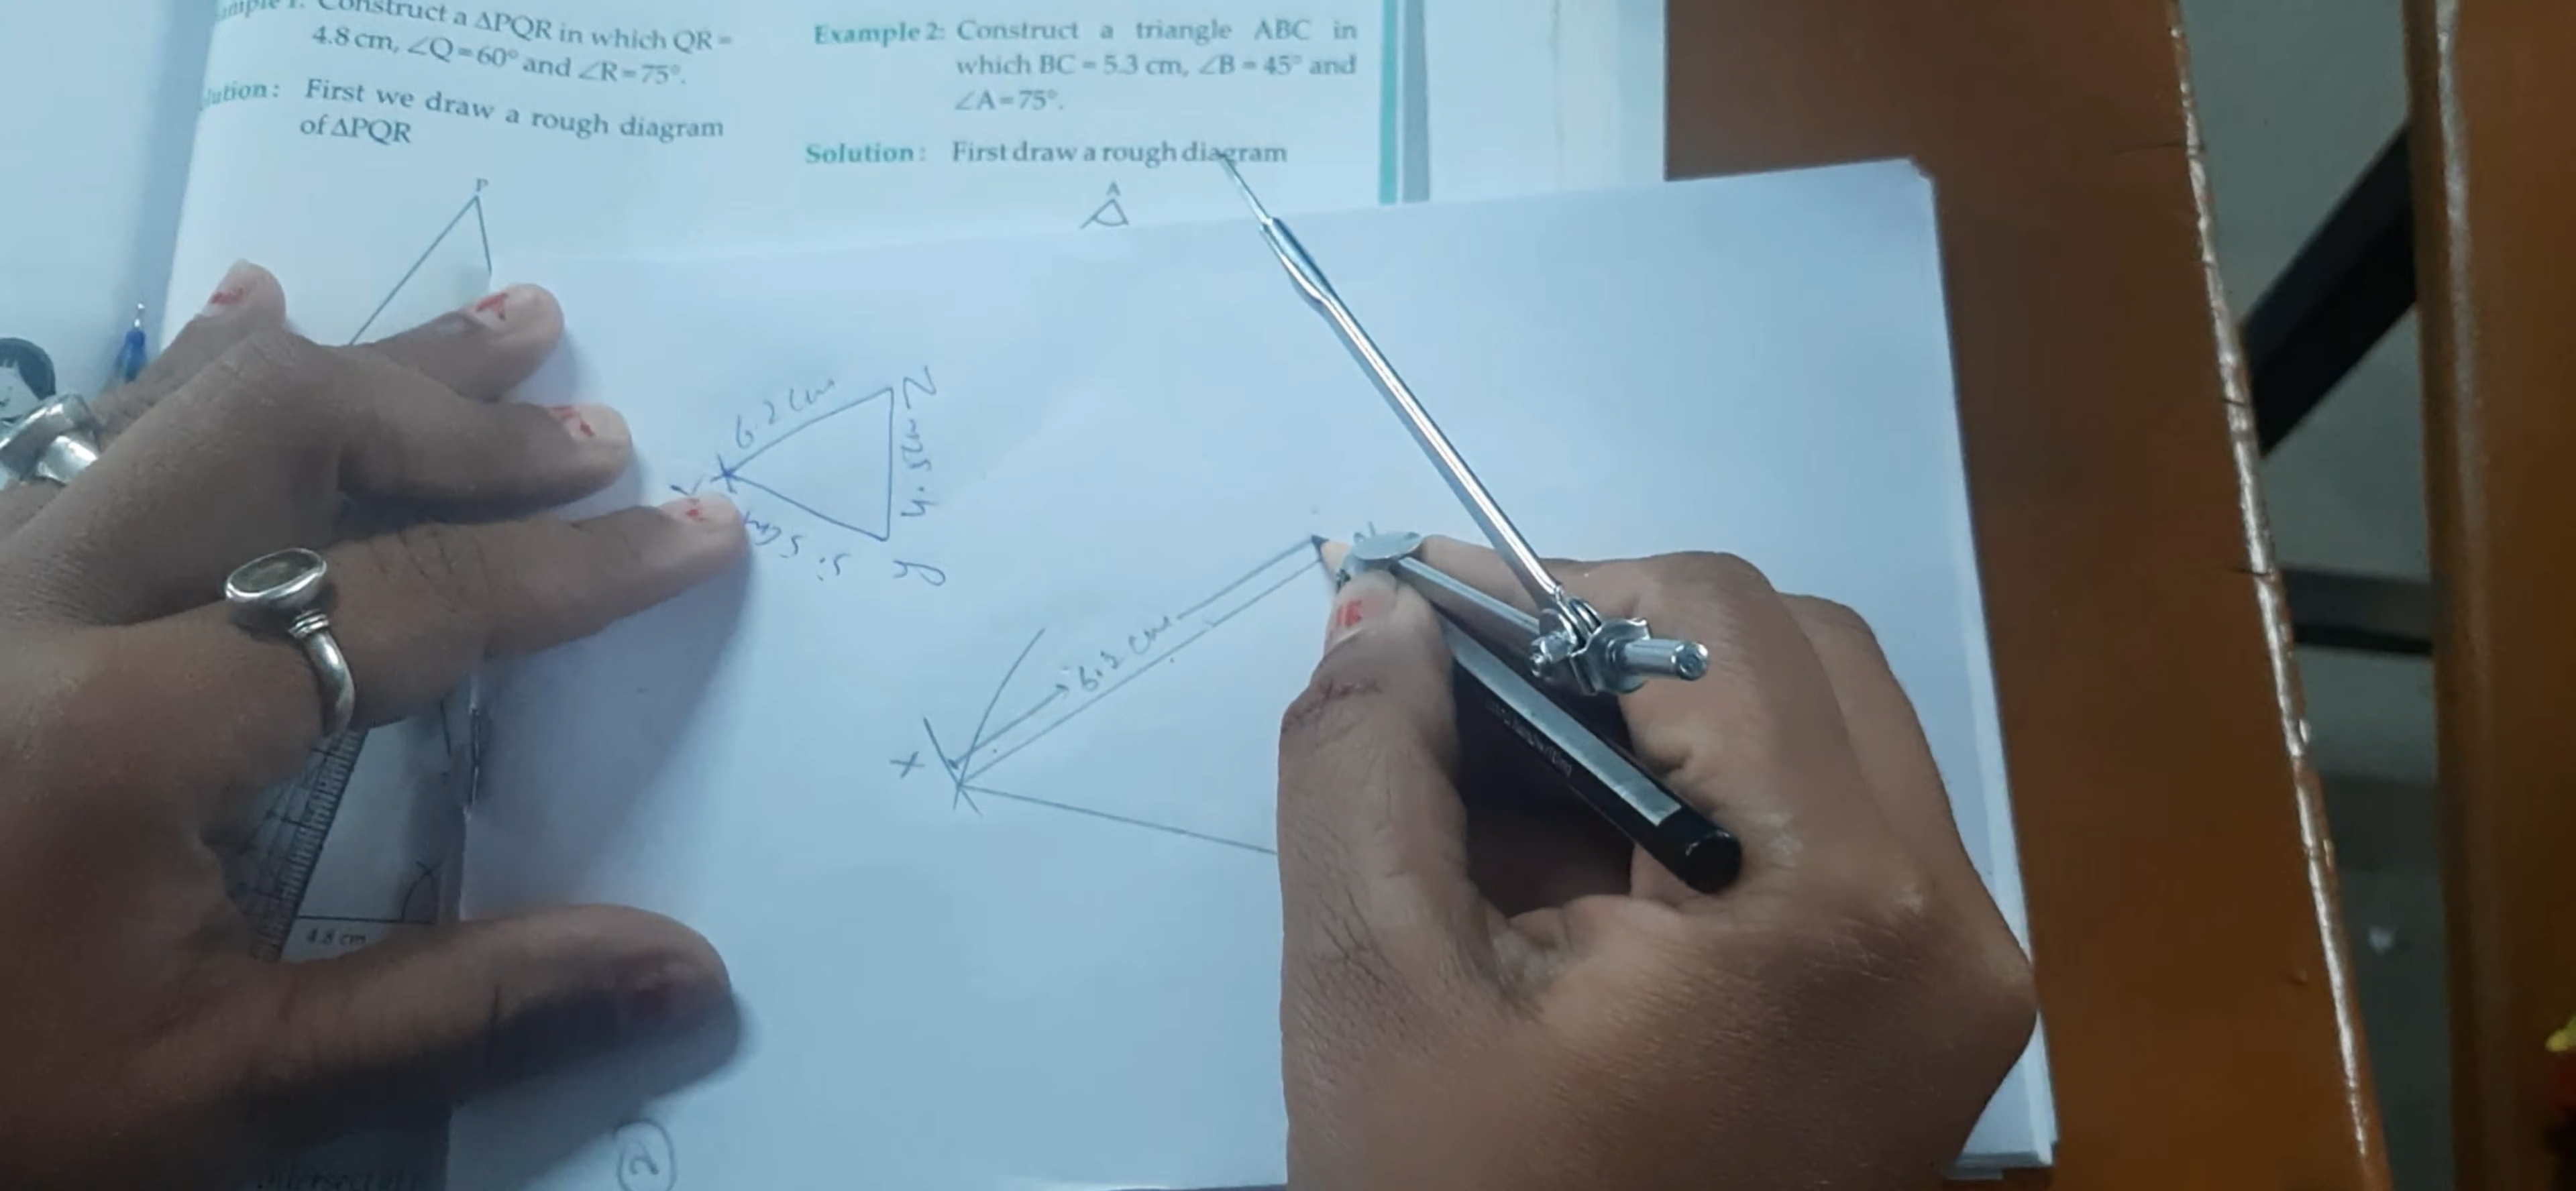 Construct a ΔPQR in which QR =
4.8 cm, ∠Q=60° and ∠R=75°.
First we draw a rough diagram
of ΔPQR
P
Example 2: Construct a triangle ABC in
which BC = 5.3 cm, ∠B = 45° and
∠A=75°.
Solution: First draw a rough diagram
A
6.2 cm
N
4.5cm
5.5cm
6.2 cm
X
4.8 cm
2